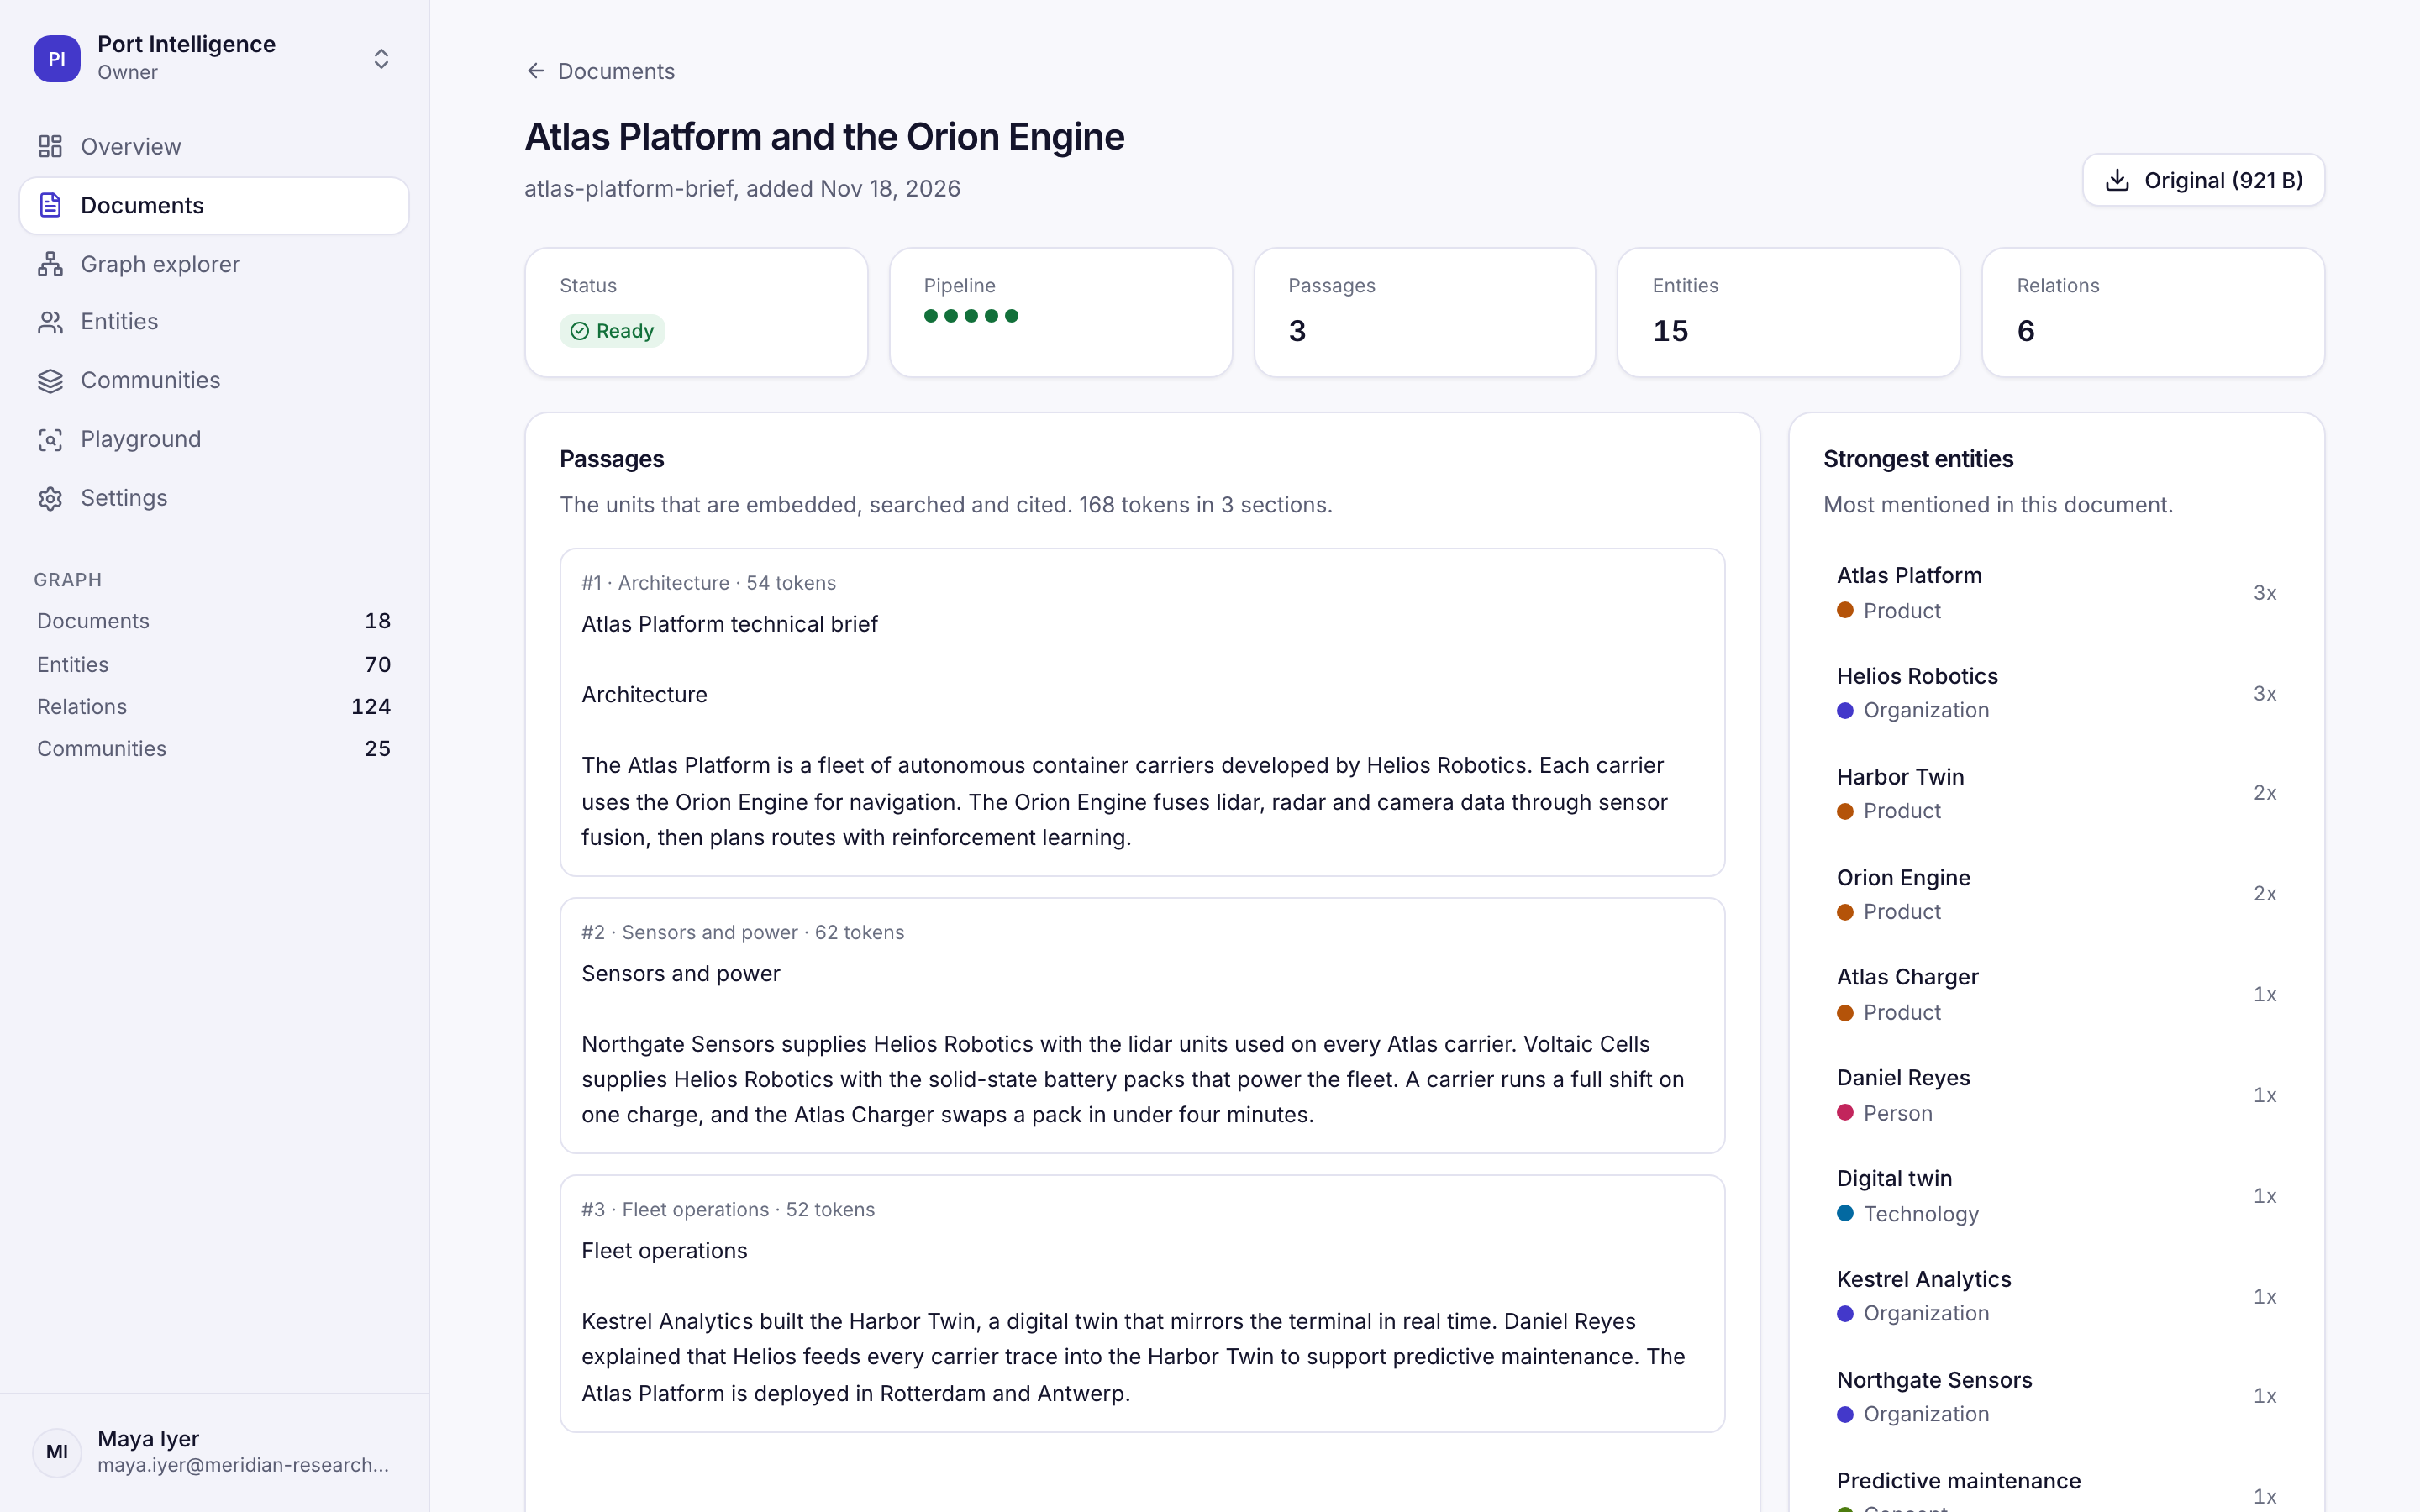 PI
Port Intelligence
Owner
Overview
Documents
Graph explorer
Entities
Communities
Playground
Settings
GRAPH
Documents 18
Entities 70
Relations 124
Communities 25
MI
Maya Iyer
maya.iyer@meridian-research...
Documents
Atlas Platform and the Orion Engine
atlas-platform-brief, added Nov 18, 2026
Original (921 B)
Status
Ready
Pipeline
Passages
3
Entities
15
Relations
6
Passages
The units that are embedded, searched and cited. 168 tokens in 3 sections.
#1 · Architecture · 54 tokens
Atlas Platform technical brief
Architecture
The Atlas Platform is a fleet of autonomous container carriers developed by Helios Robotics. Each carrier
uses the Orion Engine for navigation. The Orion Engine fuses lidar, radar and camera data through sensor
fusion, then plans routes with reinforcement learning.
#2 · Sensors and power · 62 tokens
Sensors and power
Northgate Sensors supplies Helios Robotics with the lidar units used on every Atlas carrier. Voltaic Cells
supplies Helios Robotics with the solid-state battery packs that power the fleet. A carrier runs a full shift on
one charge, and the Atlas Charger swaps a pack in under four minutes.
#3 · Fleet operations · 52 tokens
Fleet operations
Kestrel Analytics built the Harbor Twin, a digital twin that mirrors the terminal in real time. Daniel Reyes
explained that Helios feeds every carrier trace into the Harbor Twin to support predictive maintenance. The
Atlas Platform is deployed in Rotterdam and Antwerp.
Strongest entities
Most mentioned in this document.
Atlas Platform
Product
3x
Helios Robotics
Organization
3x
Harbor Twin
Product
2x
Orion Engine
Product
2x
Atlas Charger
Product
1x
Daniel Reyes
Person
1x
Digital twin
Technology
1x
Kestrel Analytics
Organization
1x
Northgate Sensors
Organization
1x
Predictive maintenance
1x